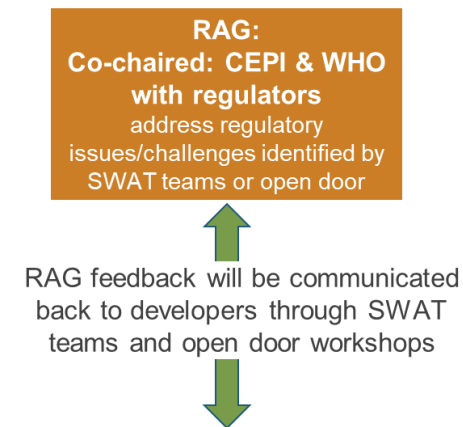 RAG:
Co-chaired: CEPI & WHO
with regulators
address regulatory
issues/challenges identified by
SWAT teams or open door
RAG feedback will be communicated
back to developers through SWAT
teams and open door workshops